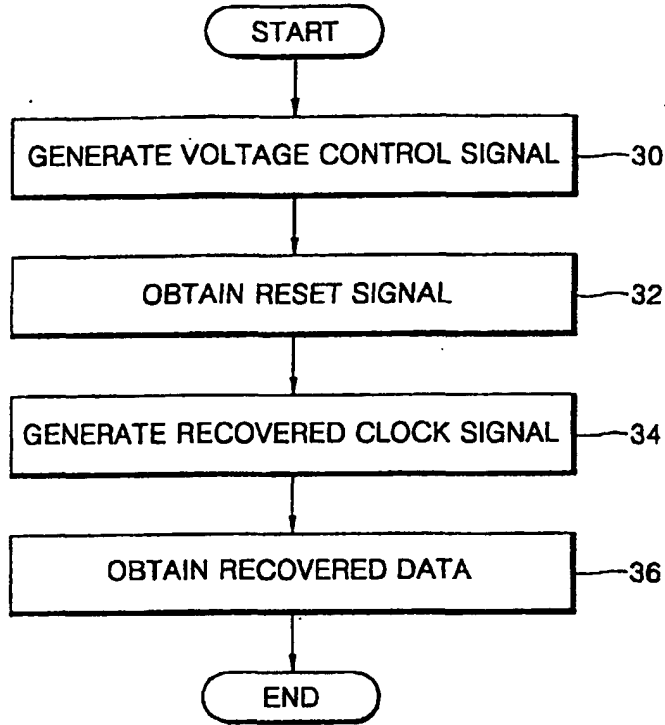 START
GENERATE VOLTAGE CONTROL SIGNAL 30
OBTAIN RESET SIGNAL 32
GENERATE RECOVERED CLOCK SIGNAL 34
OBTAIN RECOVERED DATA 36
END